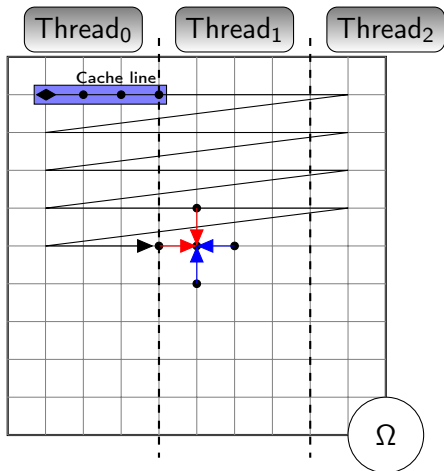 Thread₀ Thread₁ Thread₂
Cache line
Ω